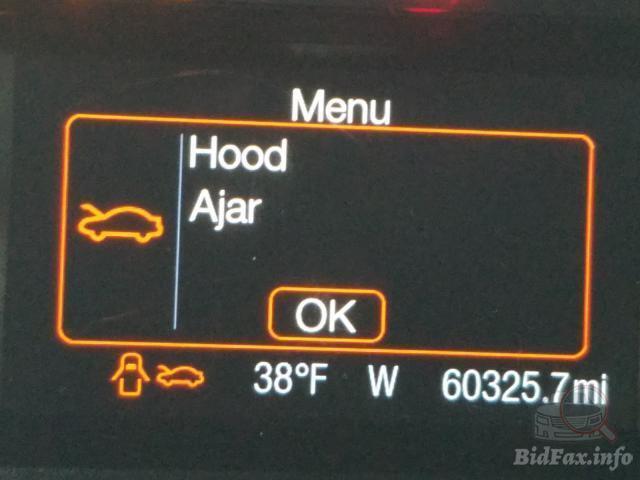 Menu
Hood
Ajar
OK
38°F W 60325.7mi
BidFax.info